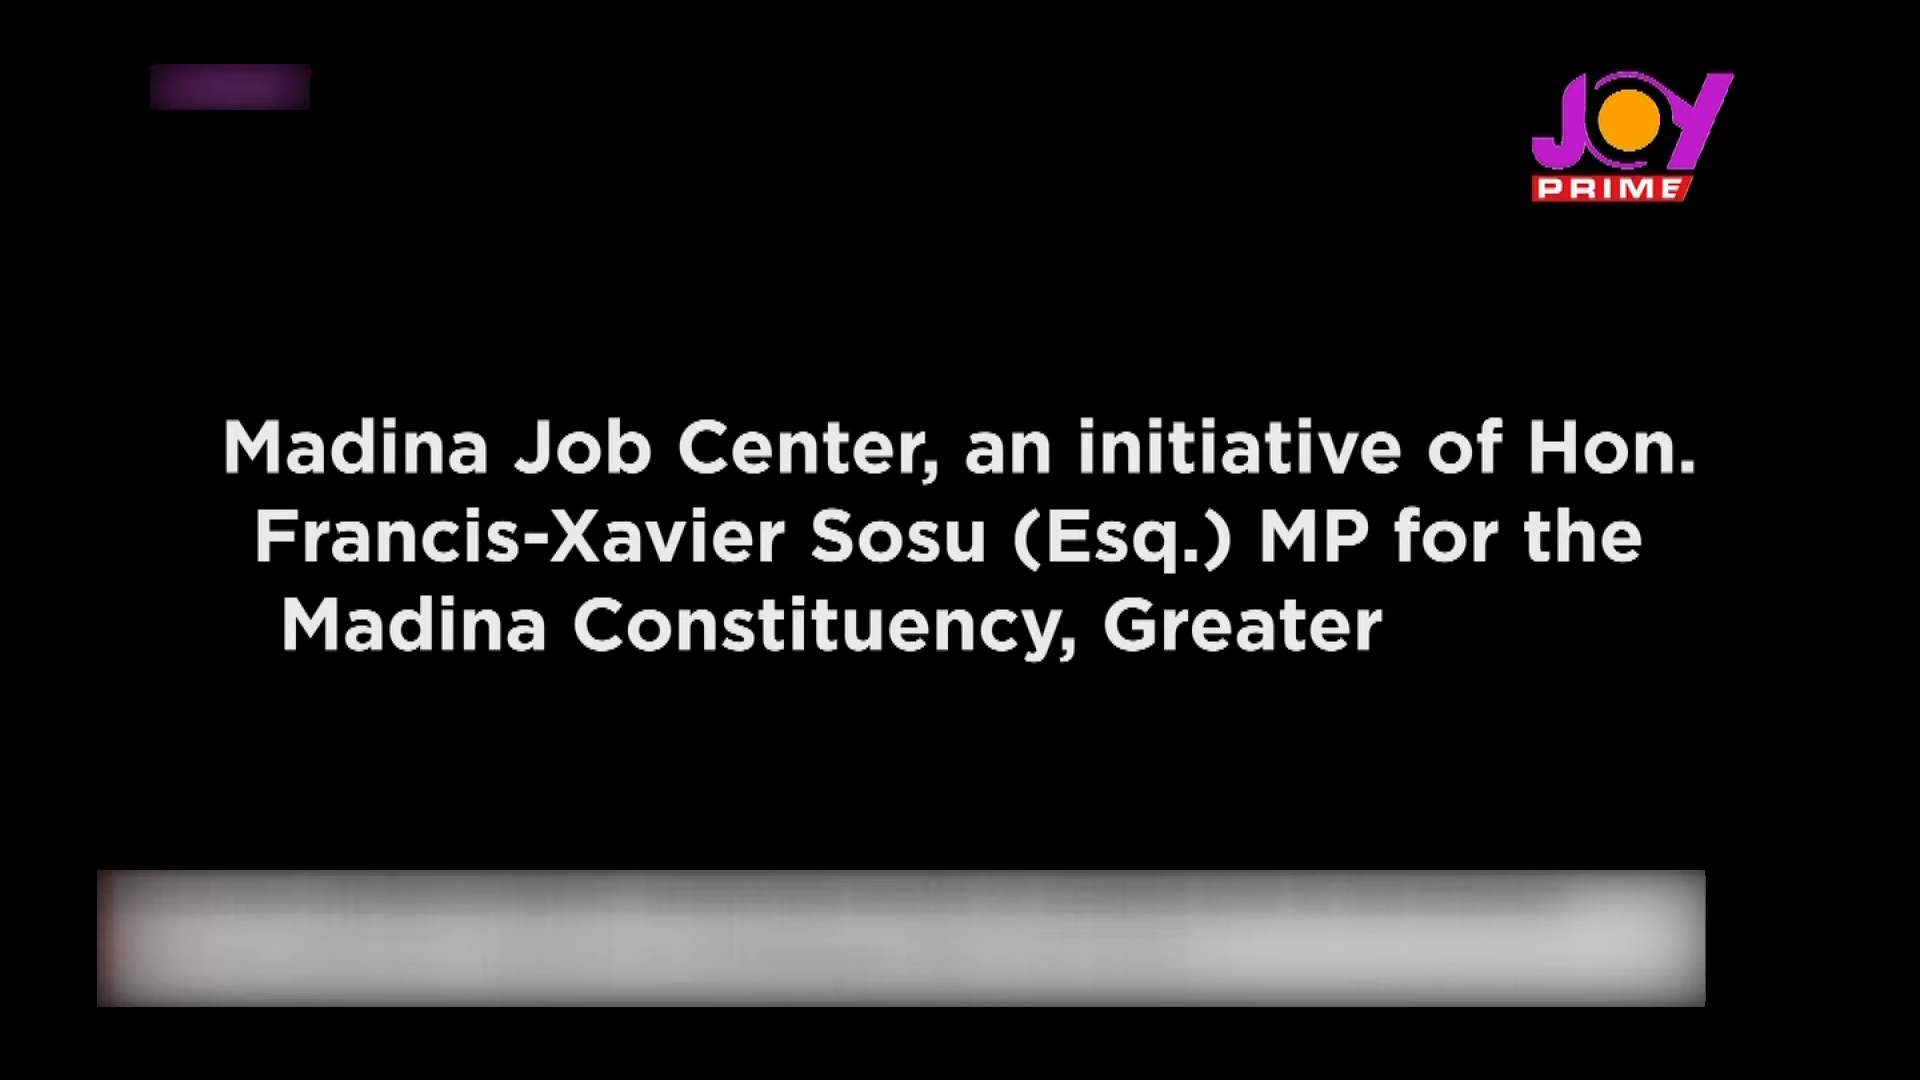 JOY
PRIME
Madina Job Center, an initiative of Hon.
Francis-Xavier Sosu (Esq.) MP for the
Madina Constituency, Greater